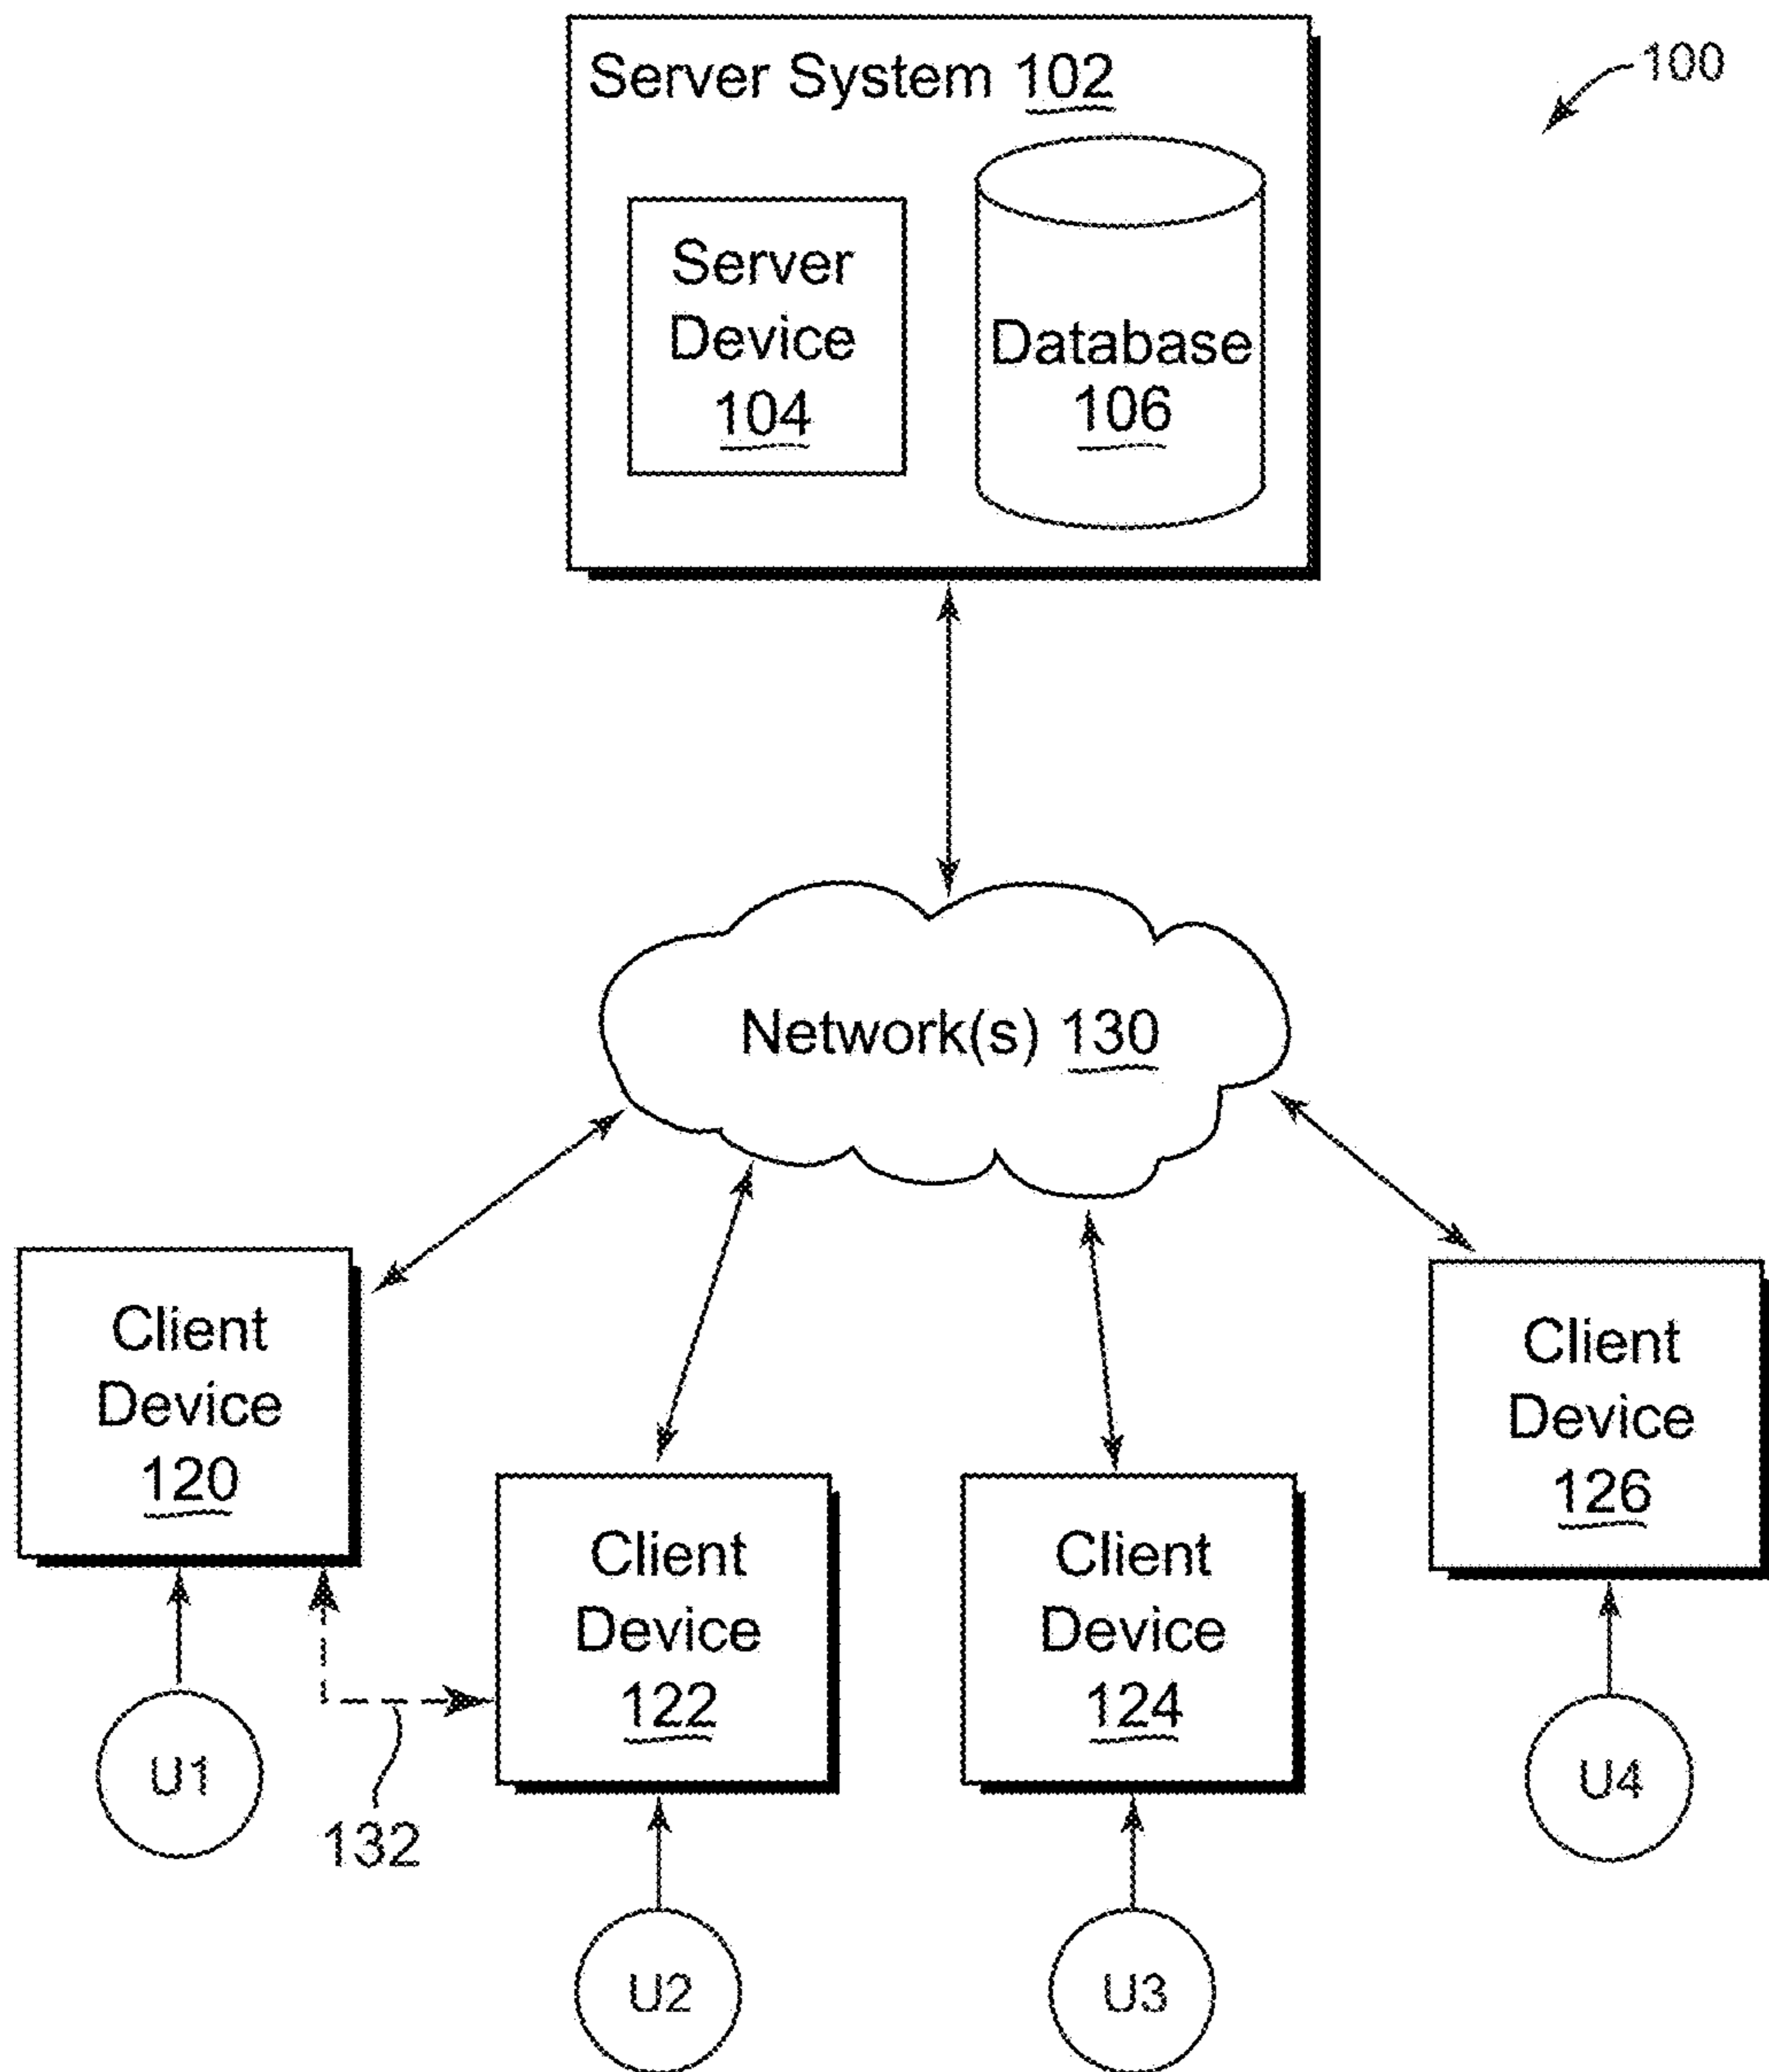 Server System 102
100
Server
Device
104
Database
106
Network(s) 130
Client
Device
120
Client
Device
122
Client
Device
124
Client
Device
126
U1
132
U2
U3
U4